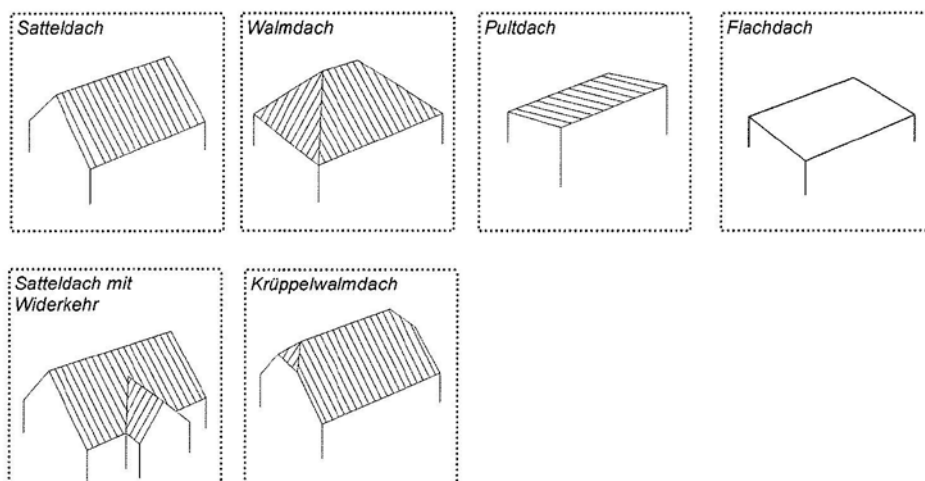 Satteldach
Walmdach
Pultdach
Flachdach
Satteldach mit
Widerkehr
Krüppelwalmdach